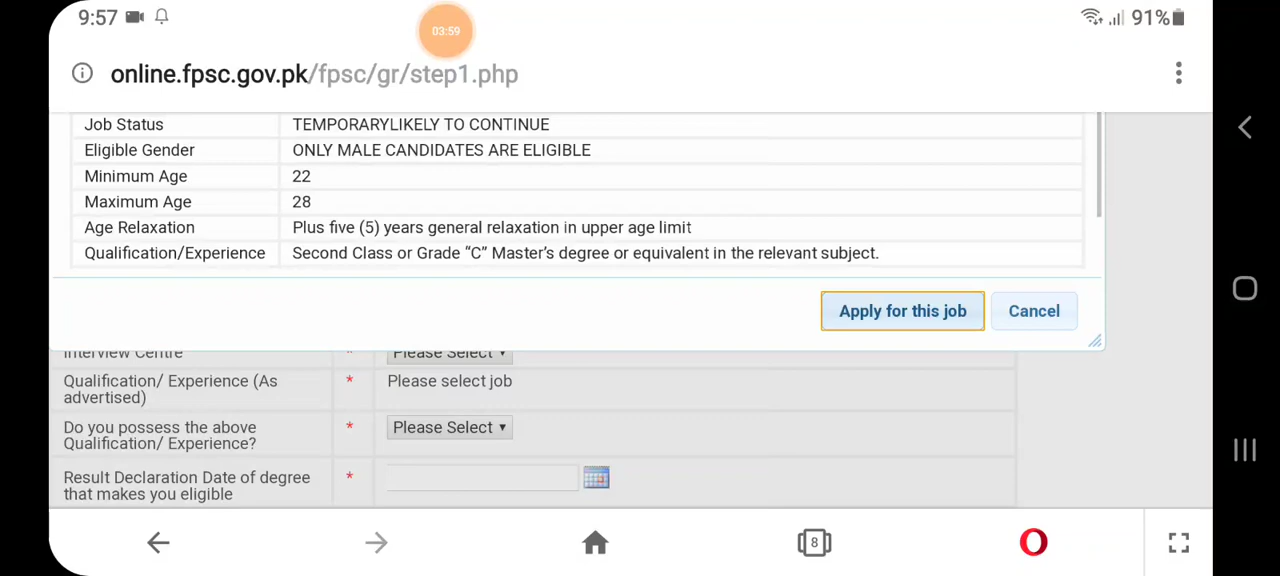 9:57
03:59
91%
online.fpsc.gov.pk/fpsc/gr/step1.php
Job Status TEMPORARYLIKELY TO CONTINUE
Eligible Gender ONLY MALE CANDIDATES ARE ELIGIBLE
Minimum Age 22
Maximum Age 28
Age Relaxation Plus five (5) years general relaxation in upper age limit
Qualification/Experience Second Class or Grade “C” Master’s degree or equivalent in the relevant subject.
Apply for this job Cancel
Interview Centre * Please Select
Qualification/ Experience (As * Please select job
advertised)
Do you possess the above * Please Select
Qualification/ Experience?
Result Declaration Date of degree *
that makes you eligible
8